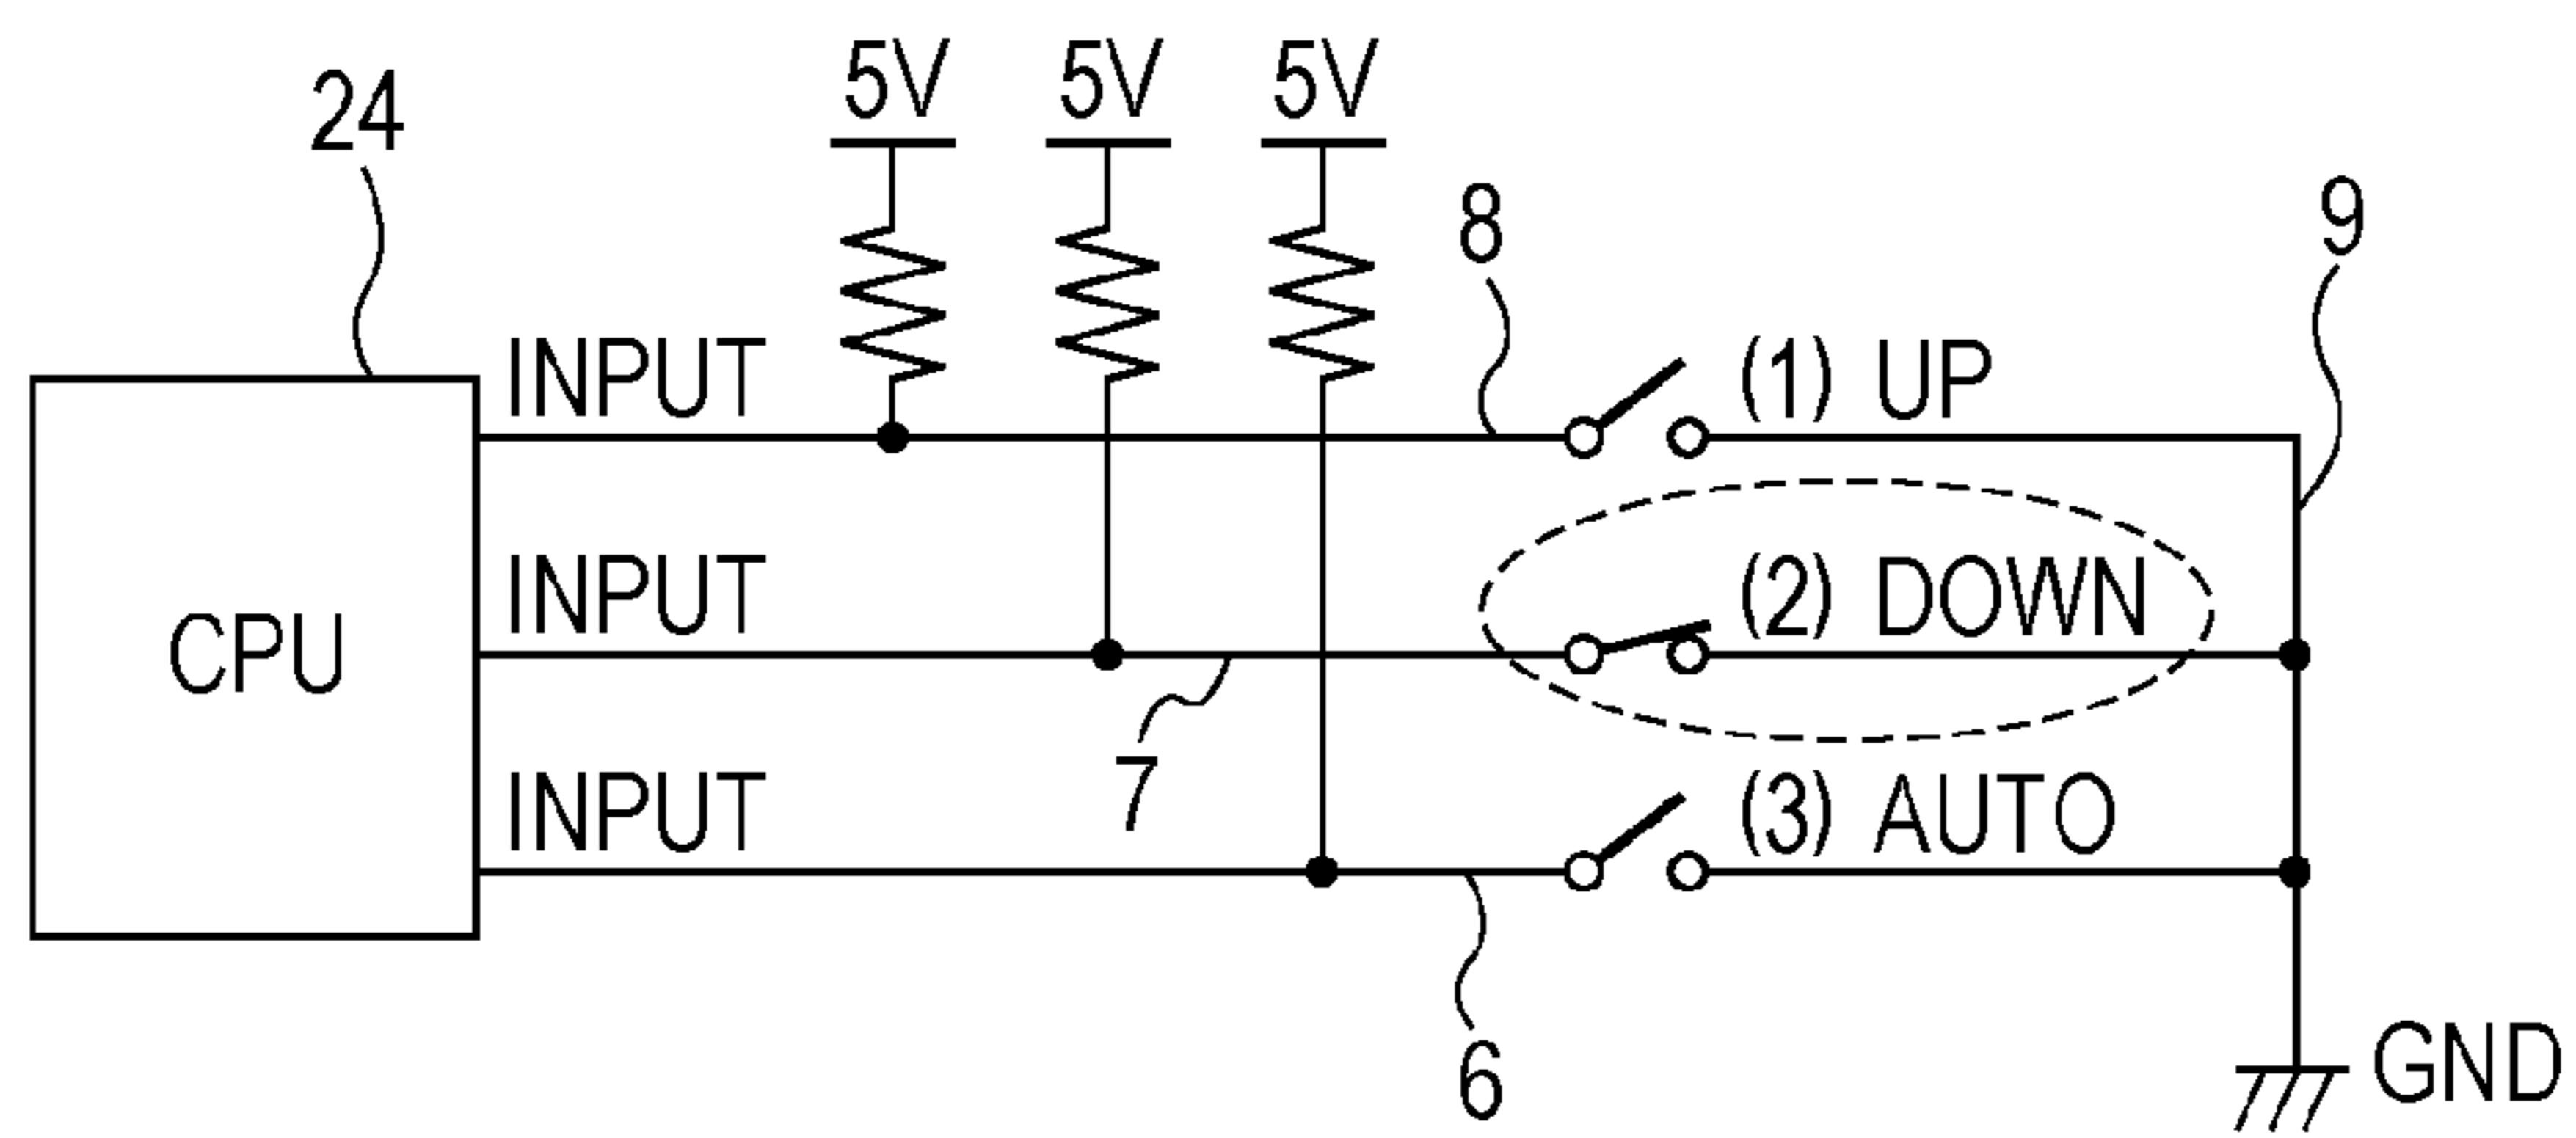 5V 5V 5V
24
8
9
INPUT
(1) UP
INPUT
(2) DOWN
CPU
7
INPUT
(3) AUTO
6
GND